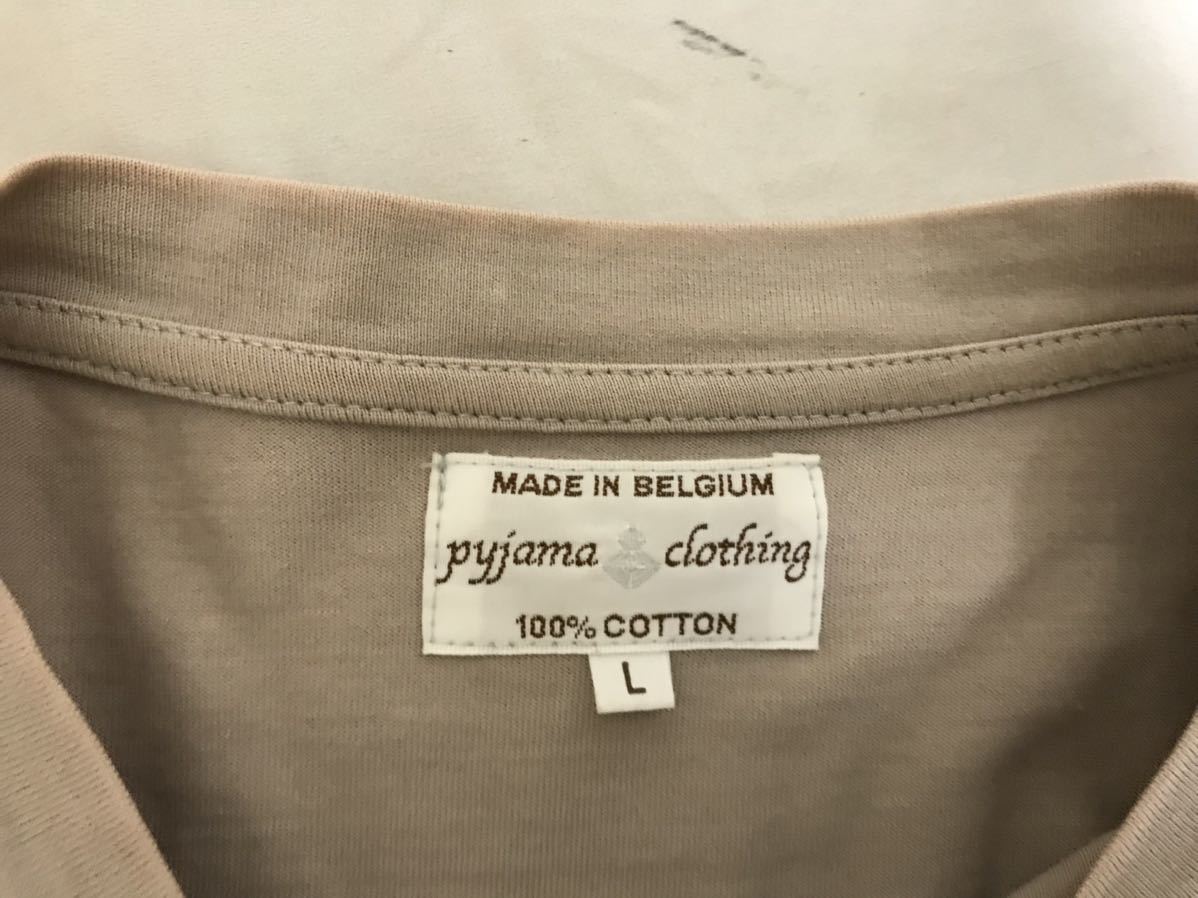 MADE IN BELGIUM
pyjama clothing
100% COTTON
L